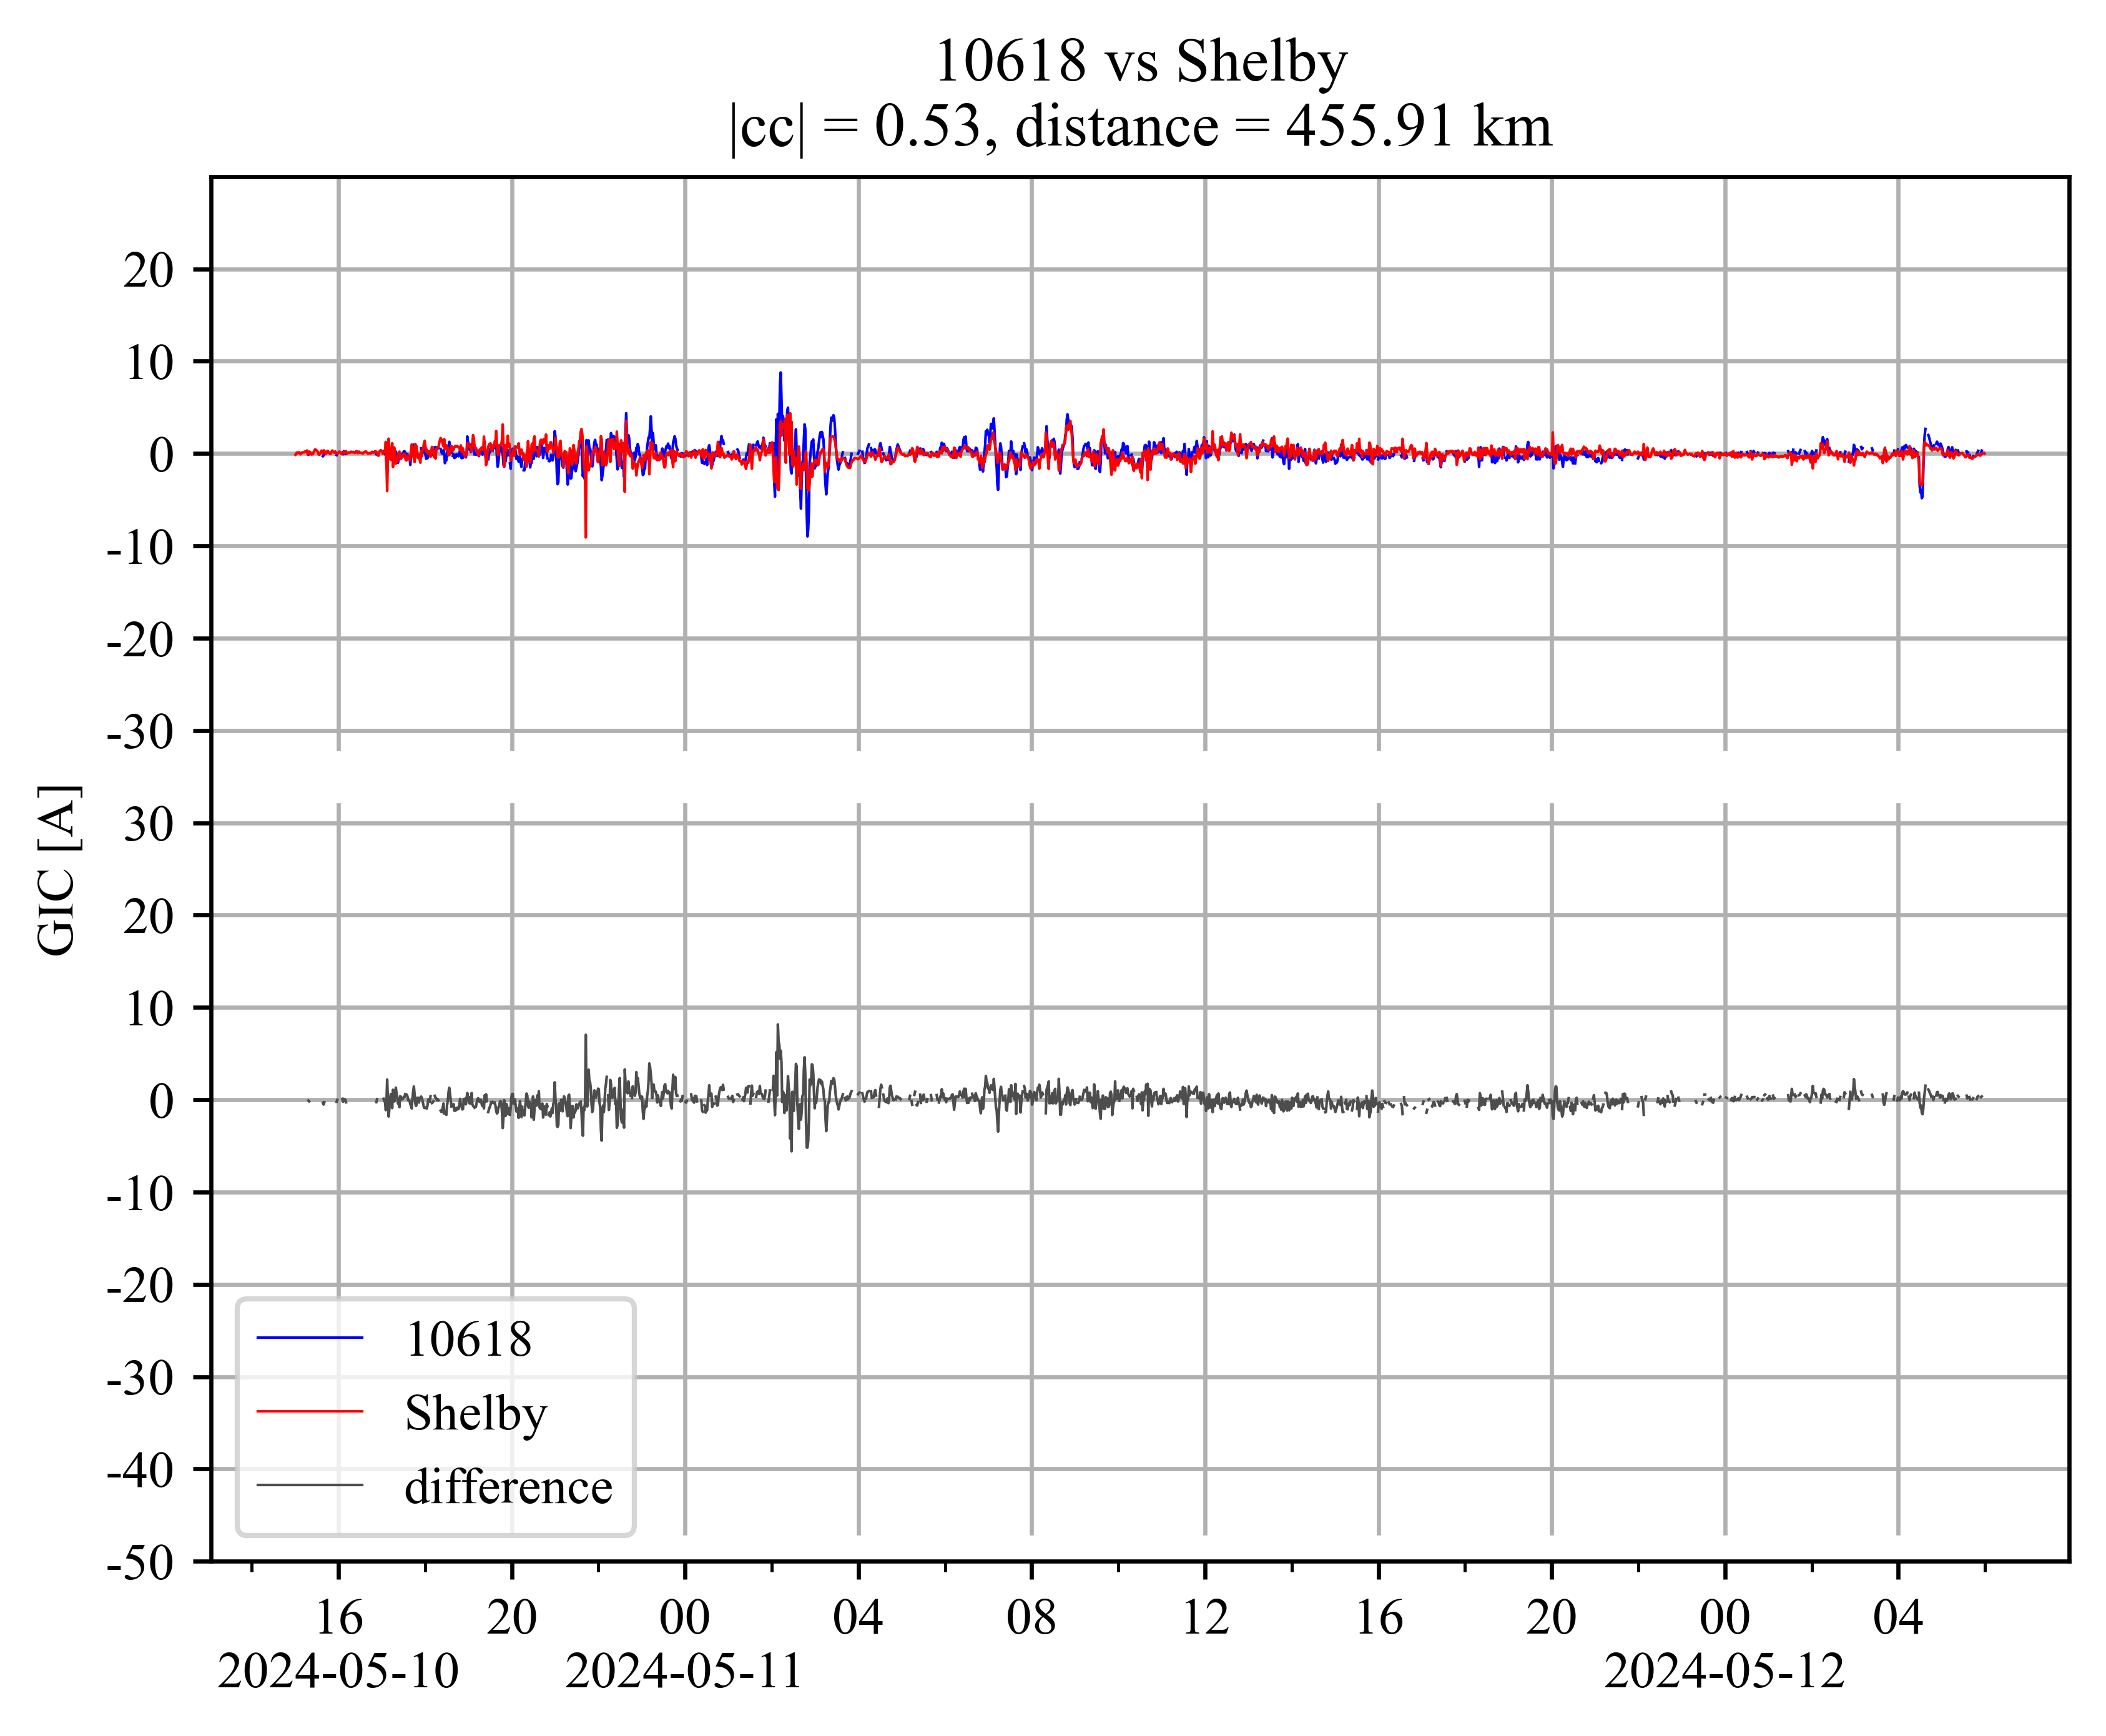 10618 vs Shelby
|cc| = 0.53, distance = 455.91 km
20
10
0
-10
-20
-30
30
20
10
0
-10
-20
-30
-40
-50
GIC [A]
10618
Shelby
difference
16 20 00 04 08 12 16 20 00 04
2024-05-10 2024-05-11 2024-05-12